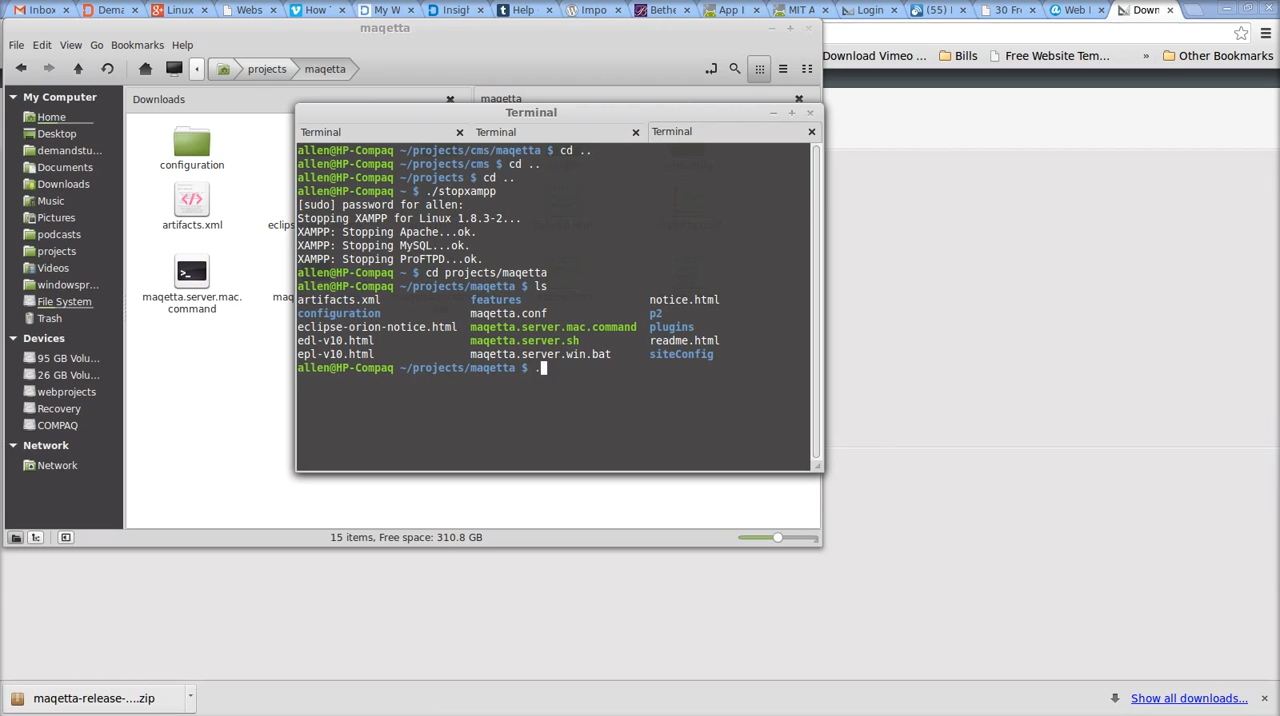 Inbox
Dema
Linux
Webs
How T
My W
Insigh
Help
Impo
Bethe
App I
MIT A
Login
(55)
30 Fre
Web I
Down
maqetta
File Edit View Go Bookmarks Help
Download Vimeo ...
Bills
Free Website Tem...
»
Other Bookmarks
projects
maqetta
My Computer
Home
Desktop
demandstu...
Documents
Downloads
Music
Pictures
podcasts
projects
Videos
windowspr...
File System
Trash
Devices
95 GB Volu...
26 GB Volu...
webprojects
Recovery
COMPAQ
Network
Network
Downloads
maqetta
configuration
artifacts.xml
eclips
maqetta.server.mac.
command
maq
Terminal
Terminal
Terminal
Terminal
allen@HP-Compaq ~/projects/cms/maqetta $ cd ..
allen@HP-Compaq ~/projects/cms $ cd ..
allen@HP-Compaq ~/projects $ cd ..
allen@HP-Compaq ~ $ ./stopxampp
[sudo] password for allen:
Stopping XAMPP for Linux 1.8.3-2...
XAMPP: Stopping Apache...ok.
XAMPP: Stopping MySQL...ok.
XAMPP: Stopping ProFTPD...ok.
allen@HP-Compaq ~ $ cd projects/maqetta
allen@HP-Compaq ~/projects/maqetta $ ls
artifacts.xml features notice.html
configuration maqetta.conf p2
eclipse-orion-notice.html maqetta.server.mac.command plugins
edl-v10.html maqetta.server.sh readme.html
epl-v10.html maqetta.server.win.bat siteConfig
allen@HP-Compaq ~/projects/maqetta $ .
15 items, Free space: 310.8 GB
maqetta-release-....zip
Show all downloads...